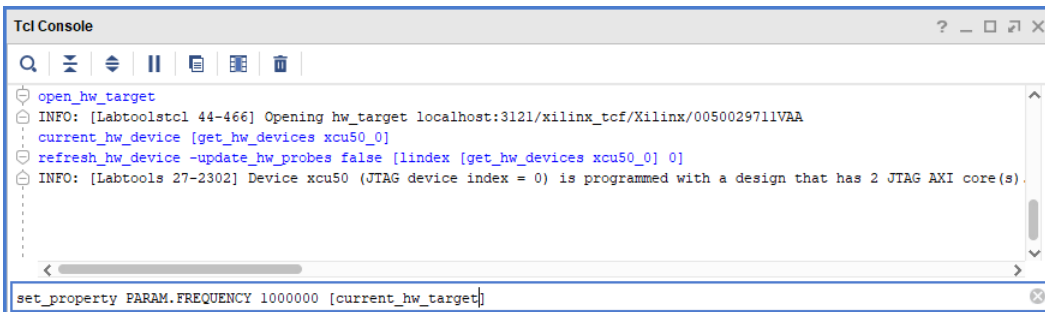 Tcl Console
open_hw_target
INFO: [Labtoolstcl 44-466] Opening hw_target localhost:3121/xilinx_tcf/Xilinx/0050029711VAA
current_hw_device [get_hw_devices xcu50_0]
refresh_hw_device -update_hw_probes false [lindex [get_hw_devices xcu50_0] 0]
INFO: [Labtools 27-2302] Device xcu50 (JTAG device index = 0) is programmed with a design that has 2 JTAG AXI core(s).
set_property PARAM.FREQUENCY 1000000 [current_hw_target]